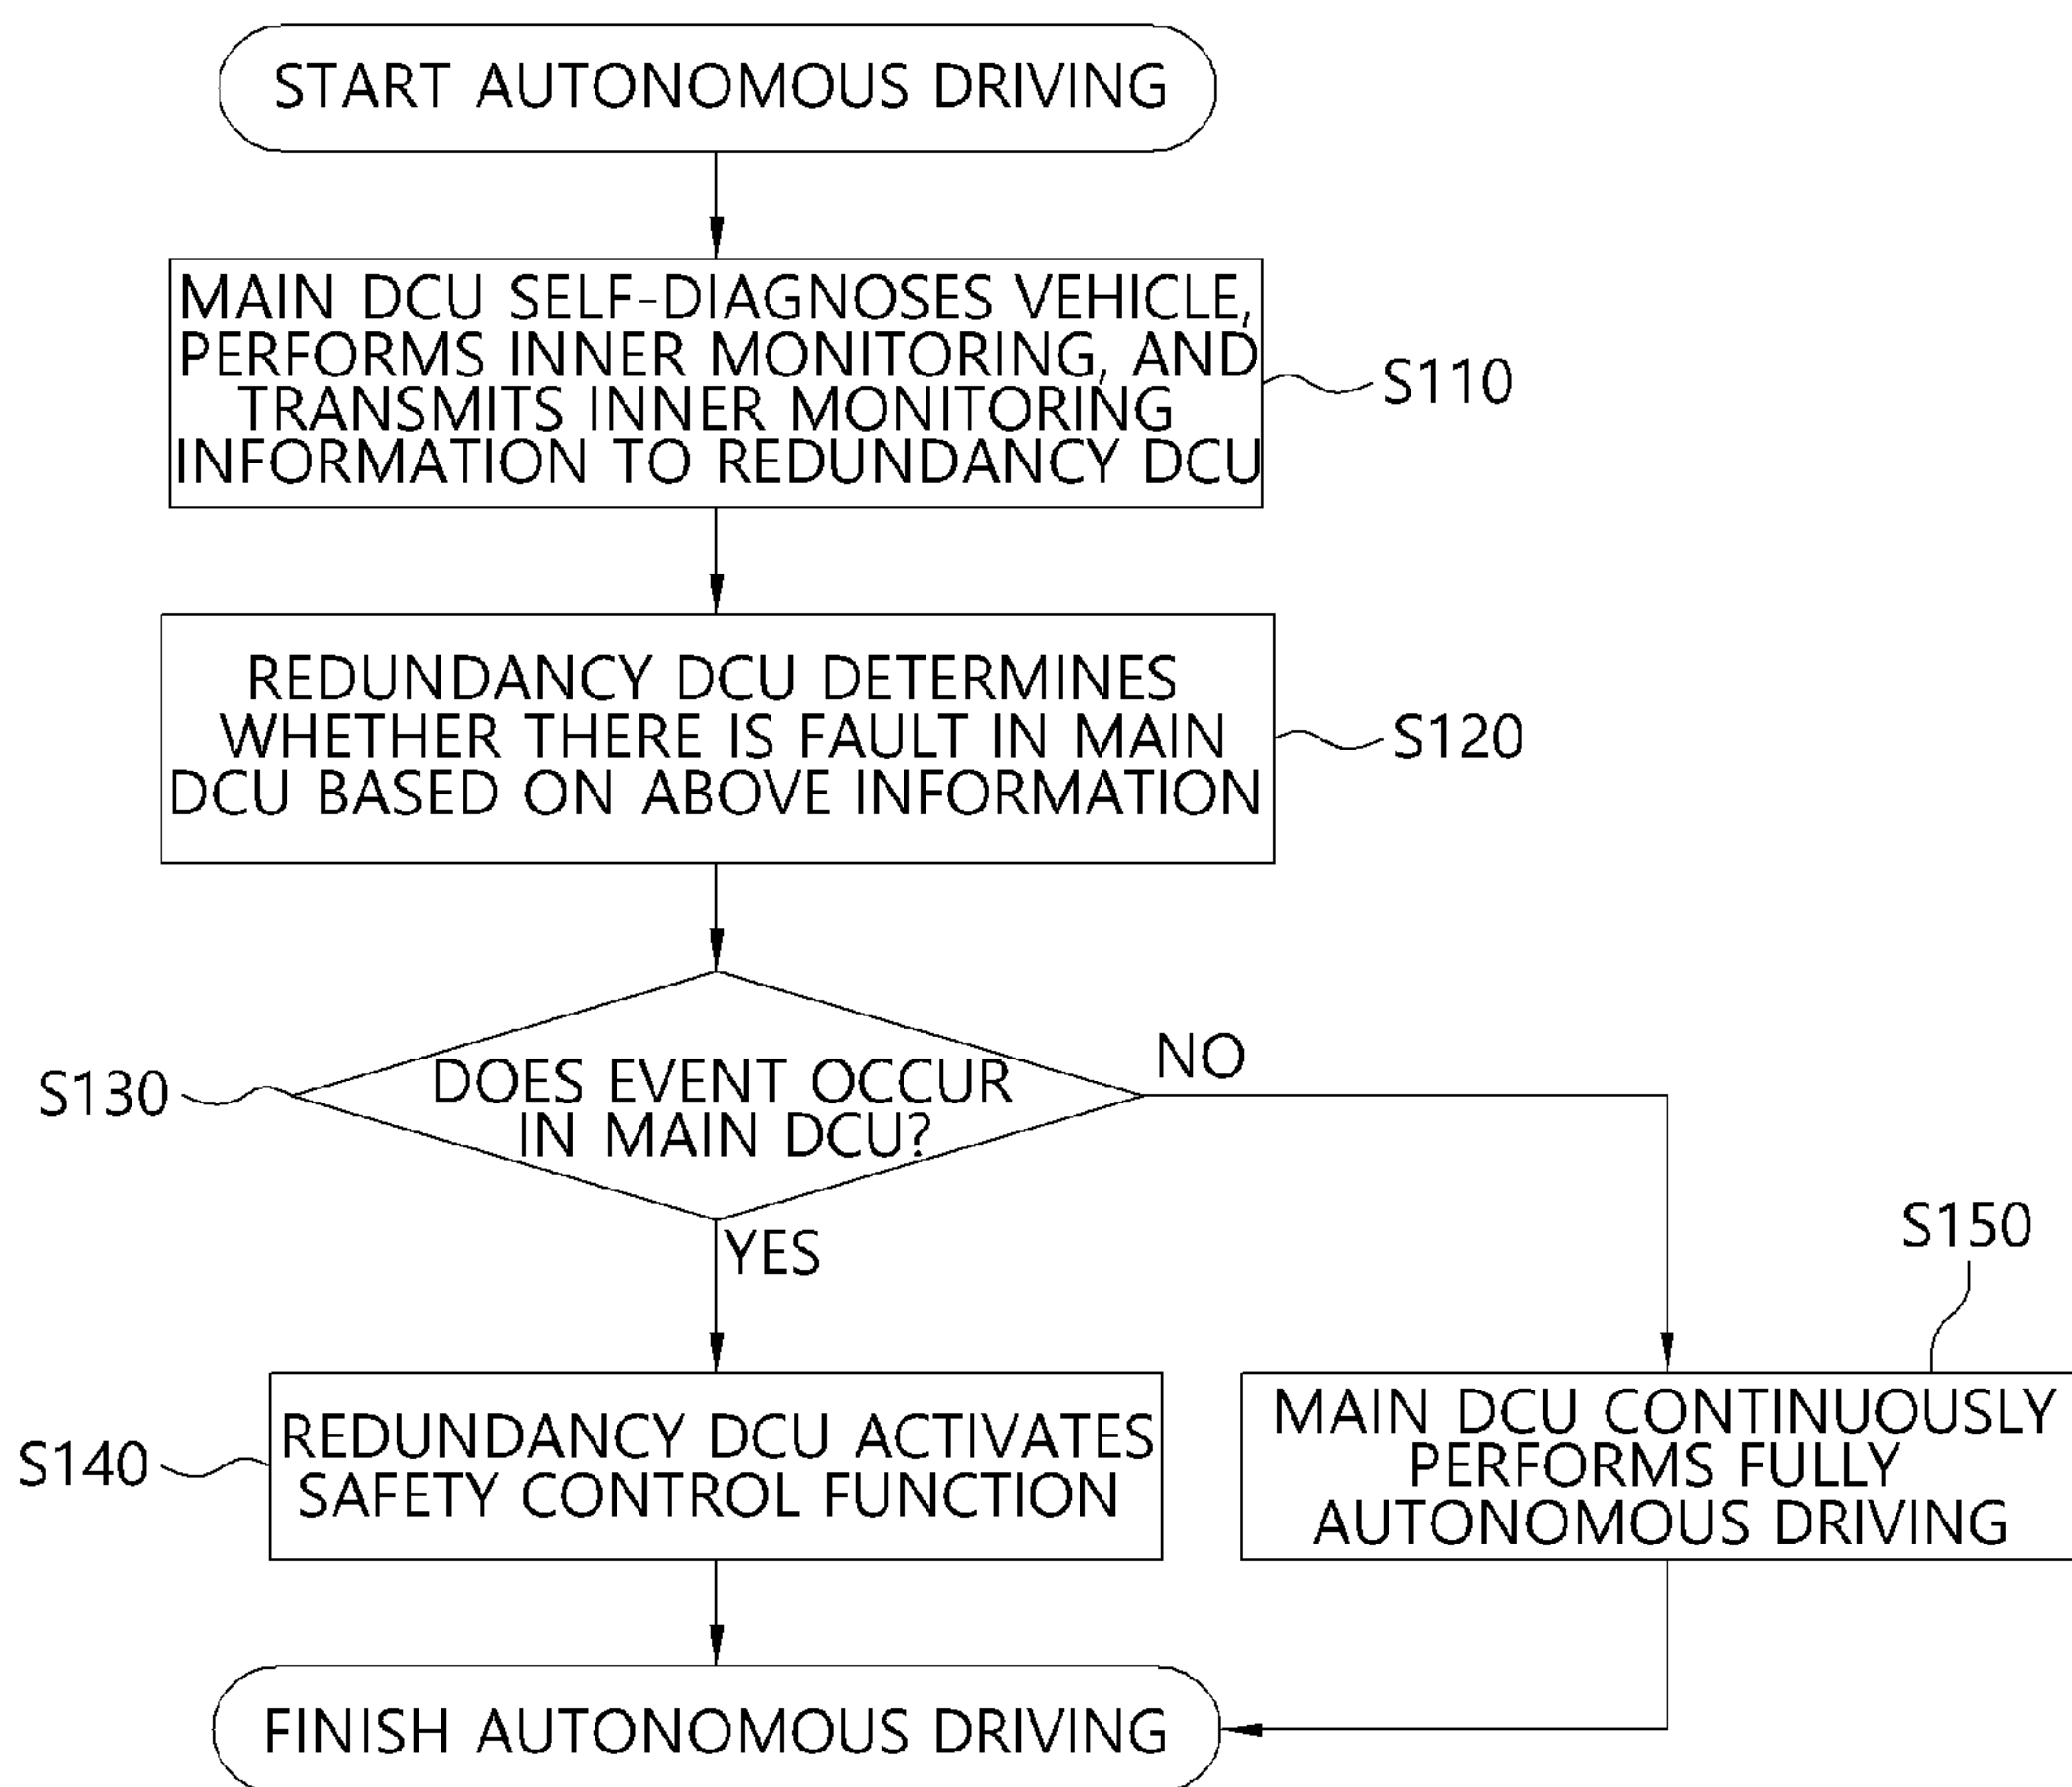 START AUTONOMOUS DRIVING
MAIN DCU SELF-DIAGNOSES VEHICLE,
PERFORMS INNER MONITORING, AND
TRANSMITS INNER MONITORING
INFORMATION TO REDUNDANCY DCU
S110
REDUNDANCY DCU DETERMINES
WHETHER THERE IS FAULT IN MAIN
DCU BASED ON ABOVE INFORMATION
S120
S130
DOES EVENT OCCUR
IN MAIN DCU?
NO
YES
S150
S140
REDUNDANCY DCU ACTIVATES
SAFETY CONTROL FUNCTION
MAIN DCU CONTINUOUSLY
PERFORMS FULLY
AUTONOMOUS DRIVING
FINISH AUTONOMOUS DRIVING